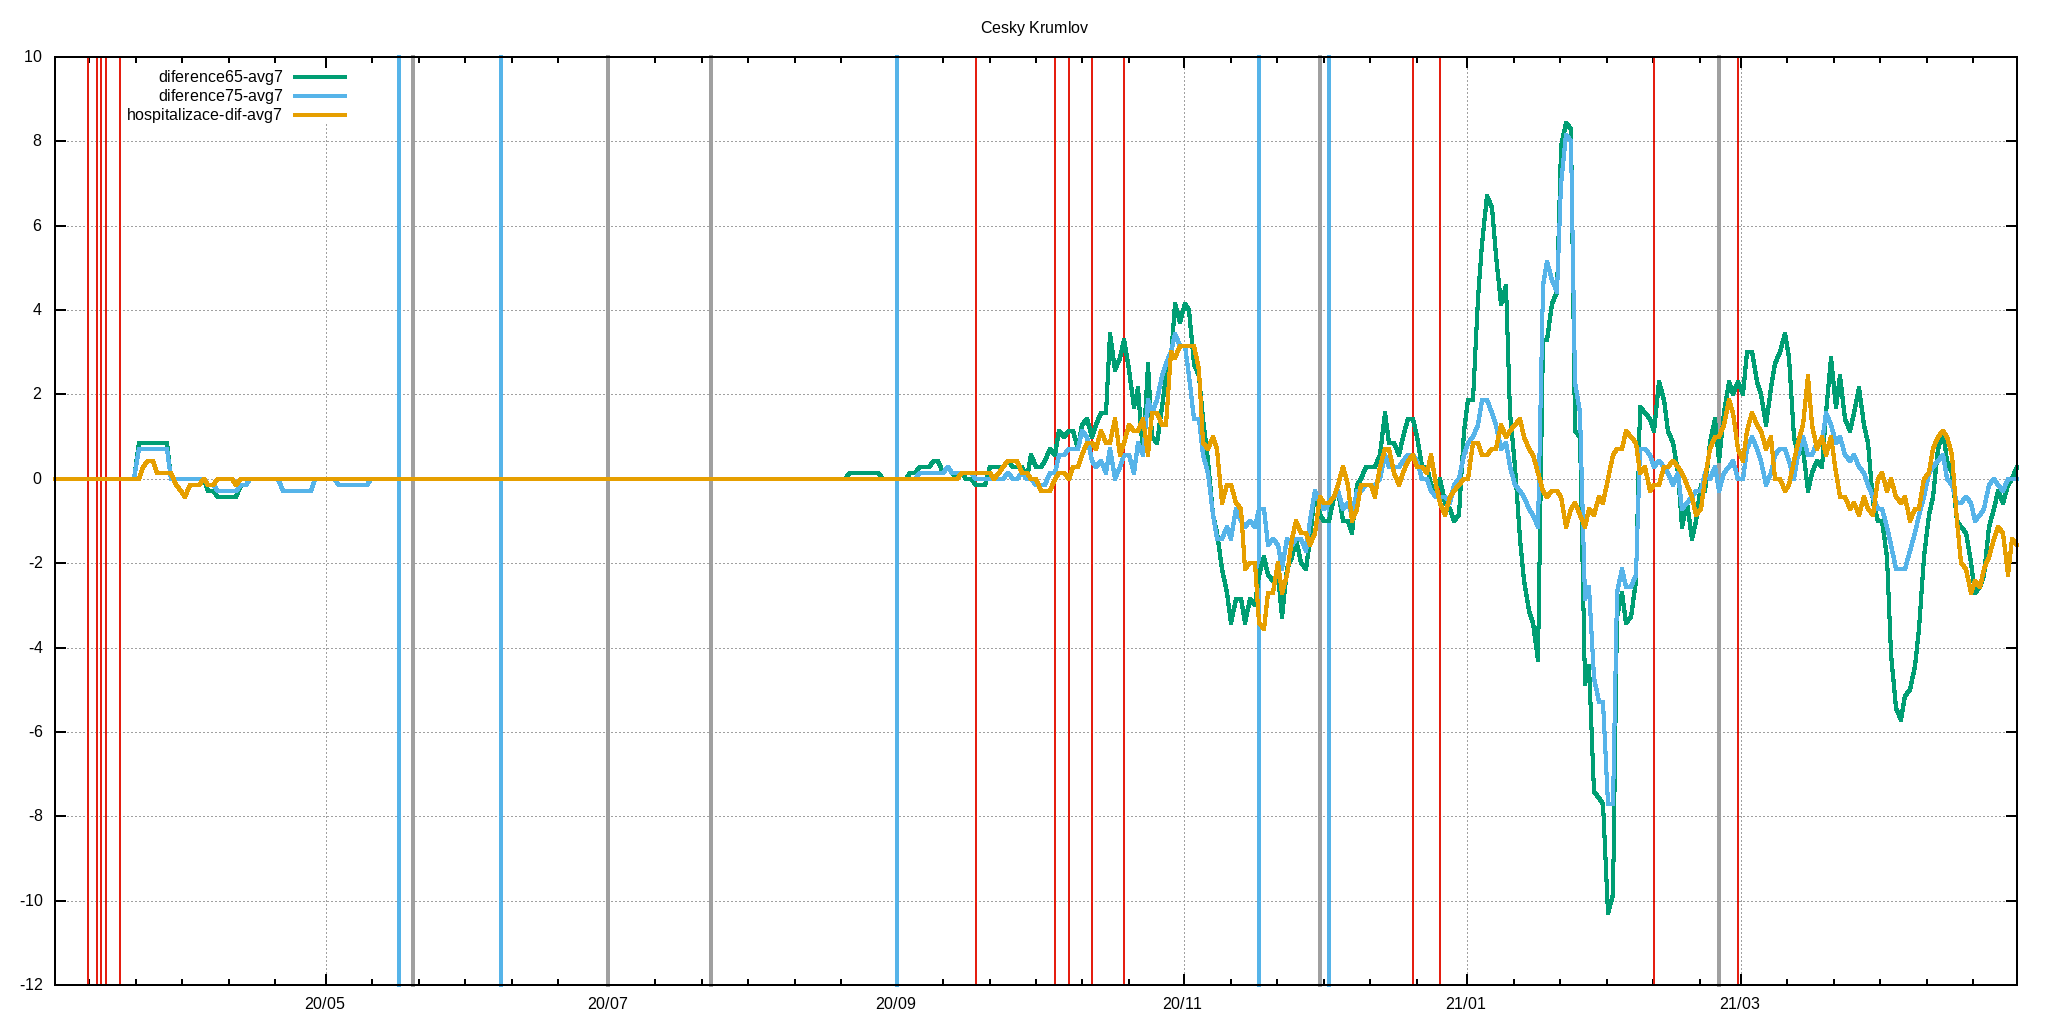 Cesky Krumlov
diference65-avg7
diference75-avg7
hospitalizace-dif-avg7
10
8
6
4
2
0
-2
-4
-6
-8
-10
-12
20/05 20/07 20/09 20/11 21/01 21/03